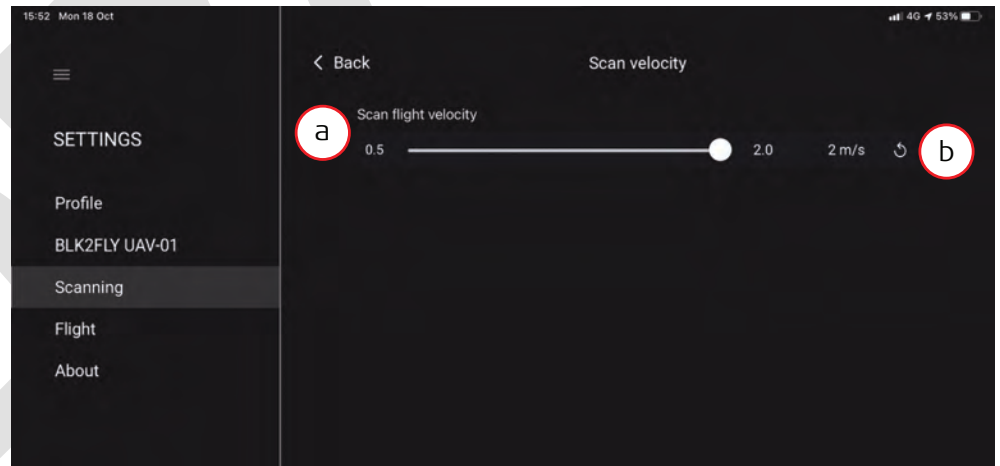 15:52 Mon 18 Oct
4G 53%
Back
Scan velocity
SETTINGS
Profile
BLK2FLY UAV-01
Scanning
Flight
About
a
Scan flight velocity
0.5 2.0 2 m/s
b